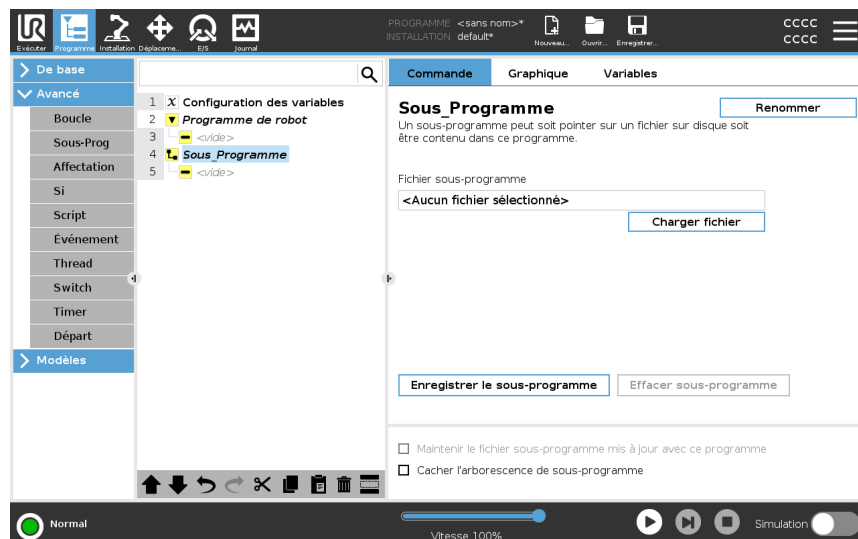 PROGRAMME <sans nom>*
INSTALLATION default*
Nouveau... Ouvrir... Enregistrer...
CCCC
CCCC
Exécuter Programme Installation Déplaceme... E/S Journal
De base
Avancé
Boucle
Sous-Prog
Affectation
Si
Script
Événement
Thread
Switch
Timer
Départ
Modèles
1 X Configuration des variables
2 Programme de robot
3 <vide>
4 Sous_Programme
5 <vide>
Commande Graphique Variables
Sous_Programme
Renommer
Un sous-programme peut soit pointer sur un fichier sur disque soit
être contenu dans ce programme.
Fichier sous-programme
<Aucun fichier sélectionné>
Charger fichier
Enregistrer le sous-programme Effacer sous-programme
Maintenir le fichier sous-programme mis à jour avec ce programme
Cacher l'arborescence de sous-programme
Normal
Vitesse 100%
Simulation